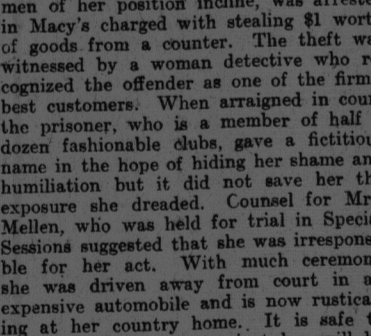 men of her position incline, was arreste
in Macy's charged with stealing $1 wort
of goods from a counter. The theft wa
witnessed by a woman detective who r
cognized the offender as one of the firm
best customers. When arraigned in cour
the prisoner, who is a member of half
dozen fashionable clubs, gave a fictitiou
name in the hope of hiding her shame an
humiliation but it did not save her th
exposure she dreaded. Counsel for Mr
Mellen, who was held for trial in Speci
Sessions suggested that she was irrespons
ble for her act. With much ceremon
she was driven away from court in a
expensive automobile and is now rustica
ing at her country home. It is safe t